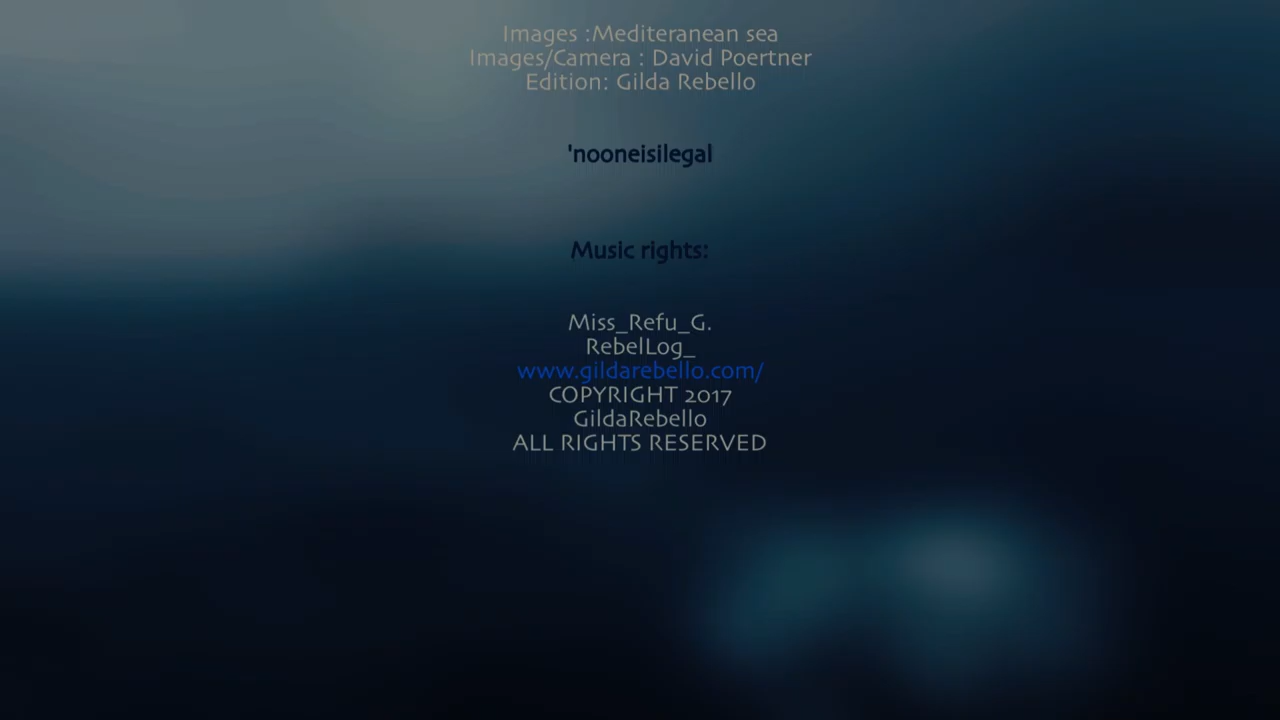 Images :Mediteranean sea
Images/Camera : David Poertner
Edition: Gilda Rebello
'nooneisilegal
Music rights:
Miss_Refu_G.
RebelLog_
www.gildarebello.com/
COPYRIGHT 2017
GildaRebello
ALL RIGHTS RESERVED